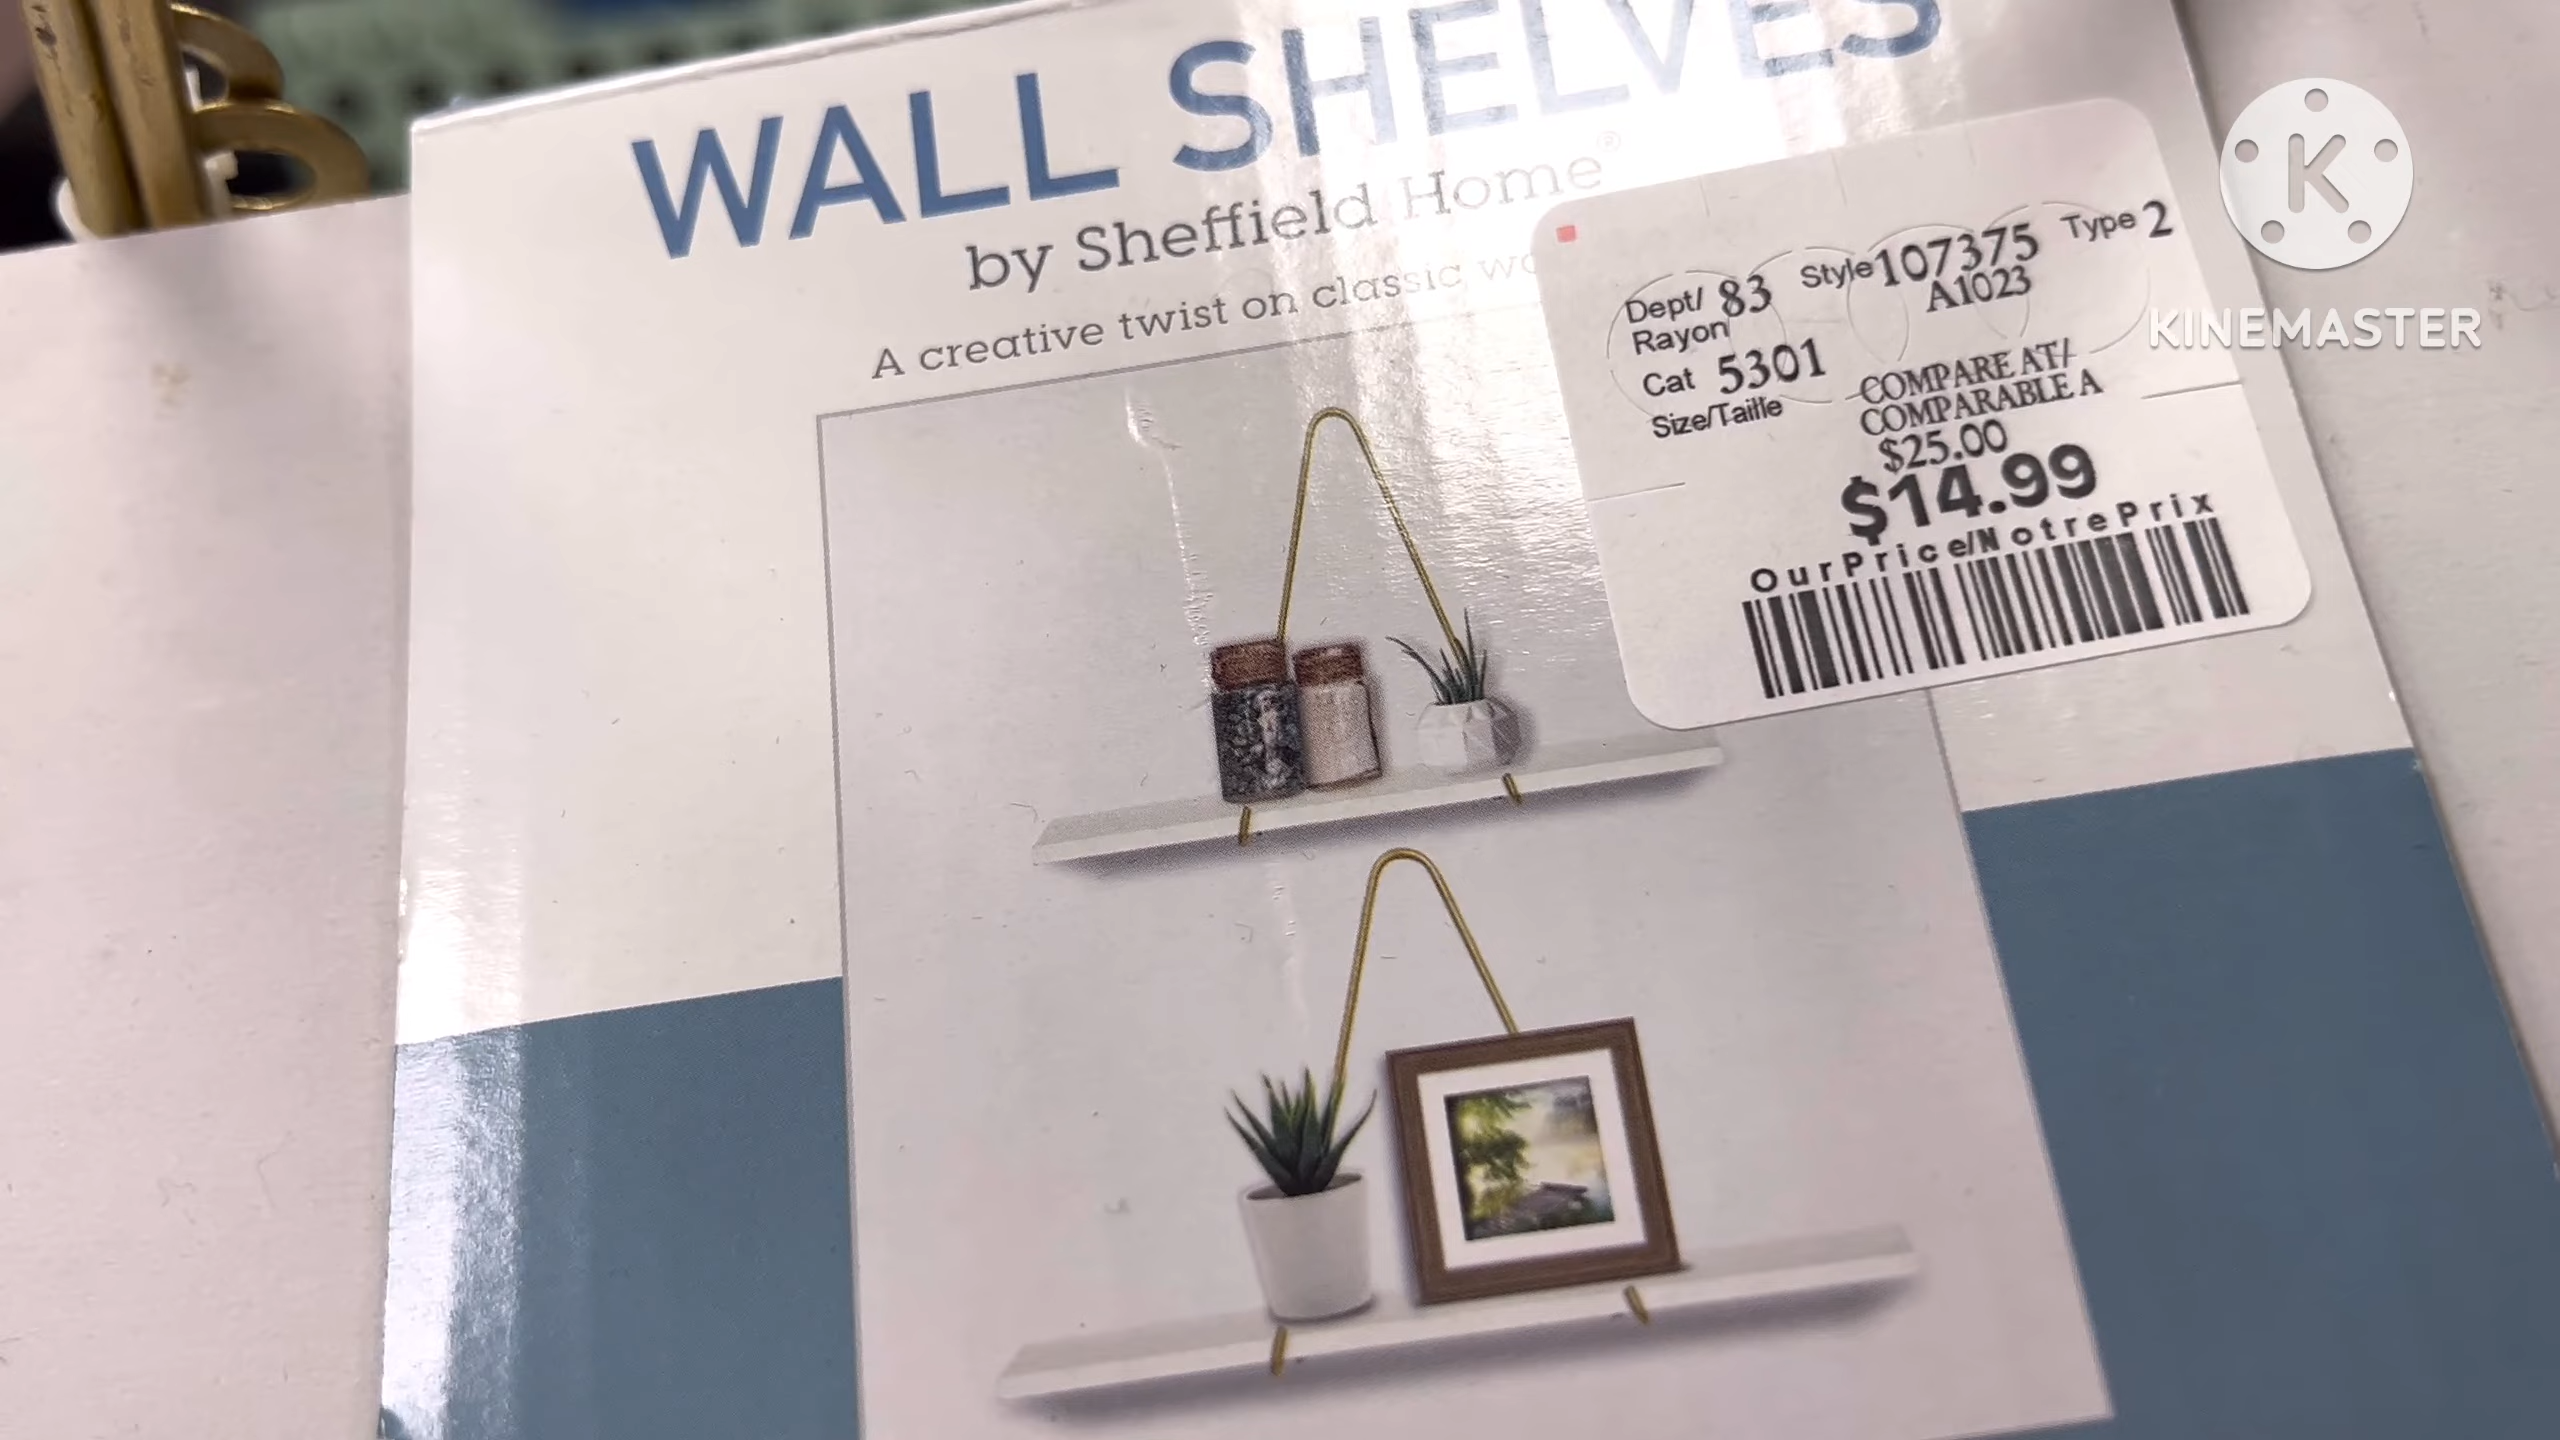 WALL SHELVES
by Sheffield Home®
A creative twist on classic
Dept/ 83 Style 107375 Type 2
Rayon A1023
Cat 5301
Size/Taille
COMPARE AT/
COMPARABLE A
$25.00
$14.99
OurPrice/NotrePrix
K
KINEMASTER